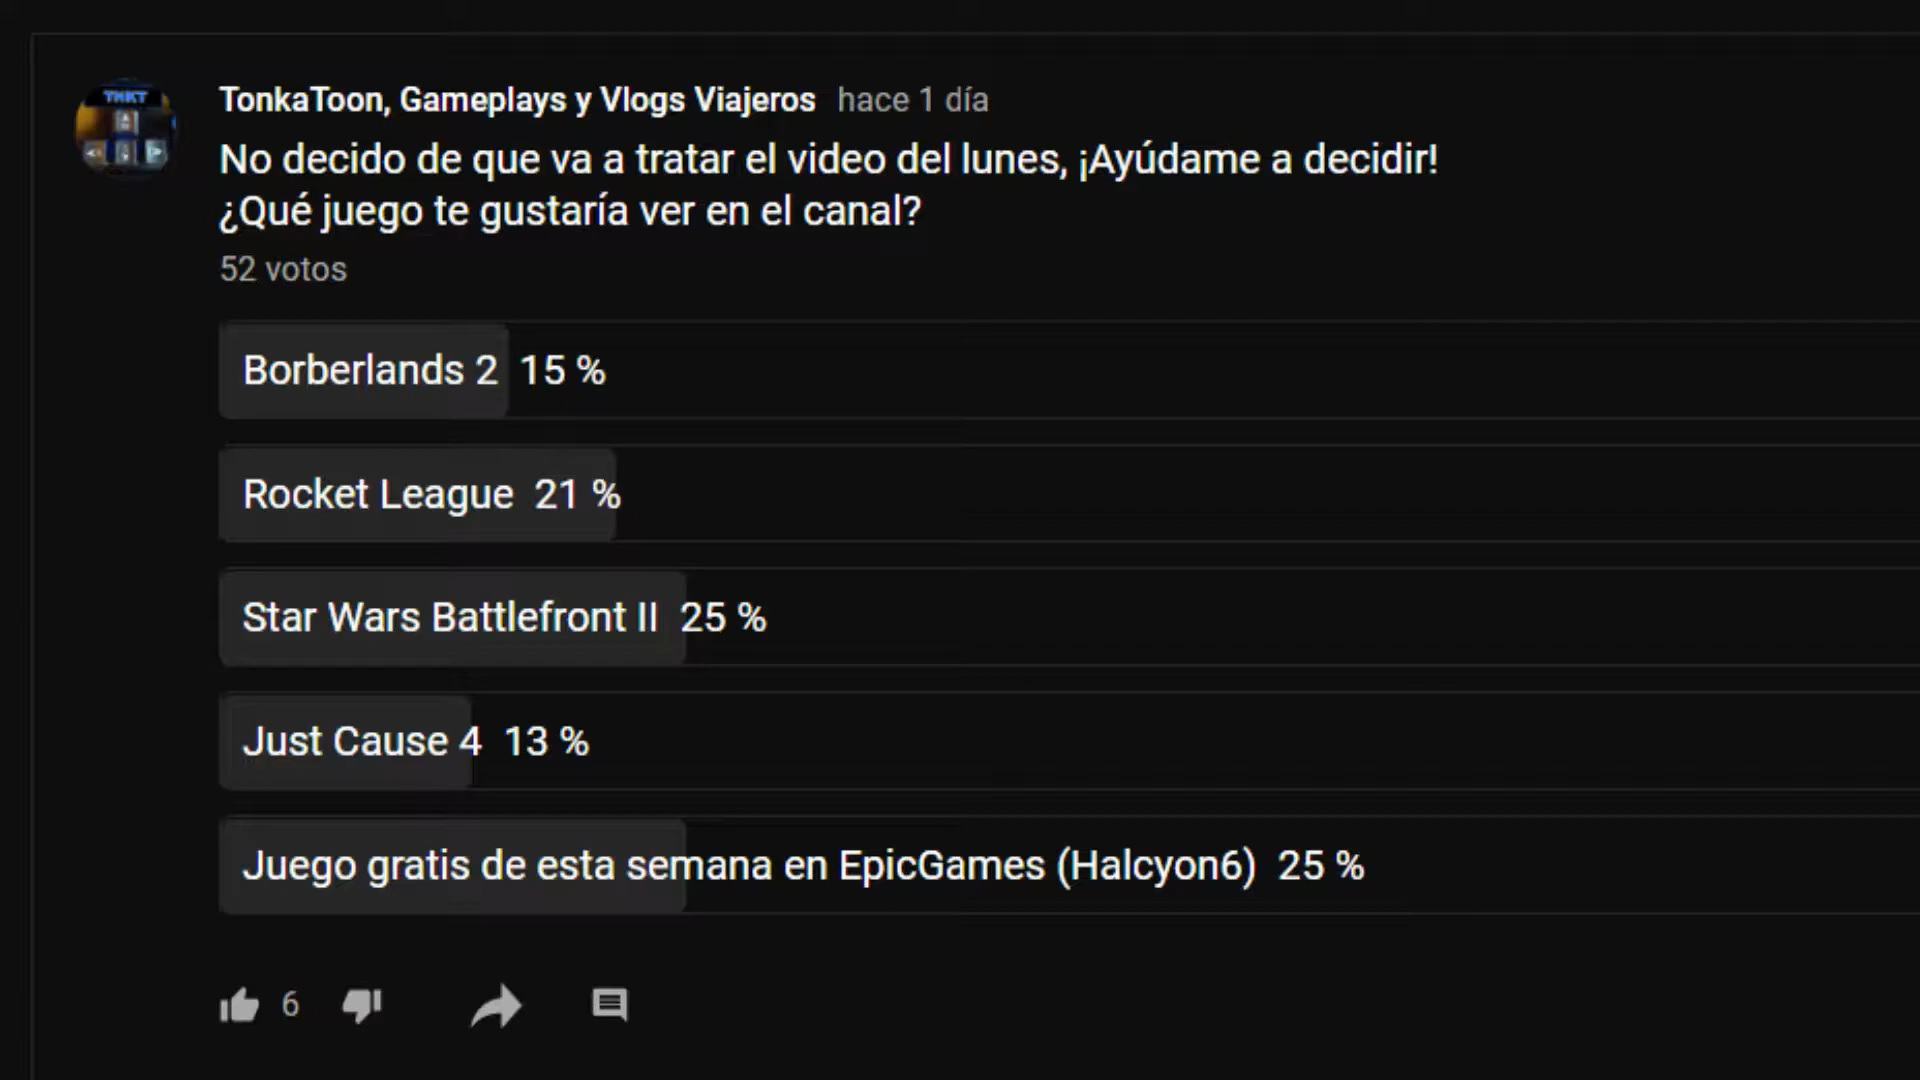 TNKT
TonkaToon, Gameplays y Vlogs Viajeros hace 1 día
No decido de que va a tratar el video del lunes, ¡Ayúdame a decidir!
¿Qué juego te gustaría ver en el canal?
52 votos
Borberlands 2 15 %
Rocket League 21 %
Star Wars Battlefront II 25 %
Just Cause 4 13 %
Juego gratis de esta semana en EpicGames (Halcyon6) 25 %
6